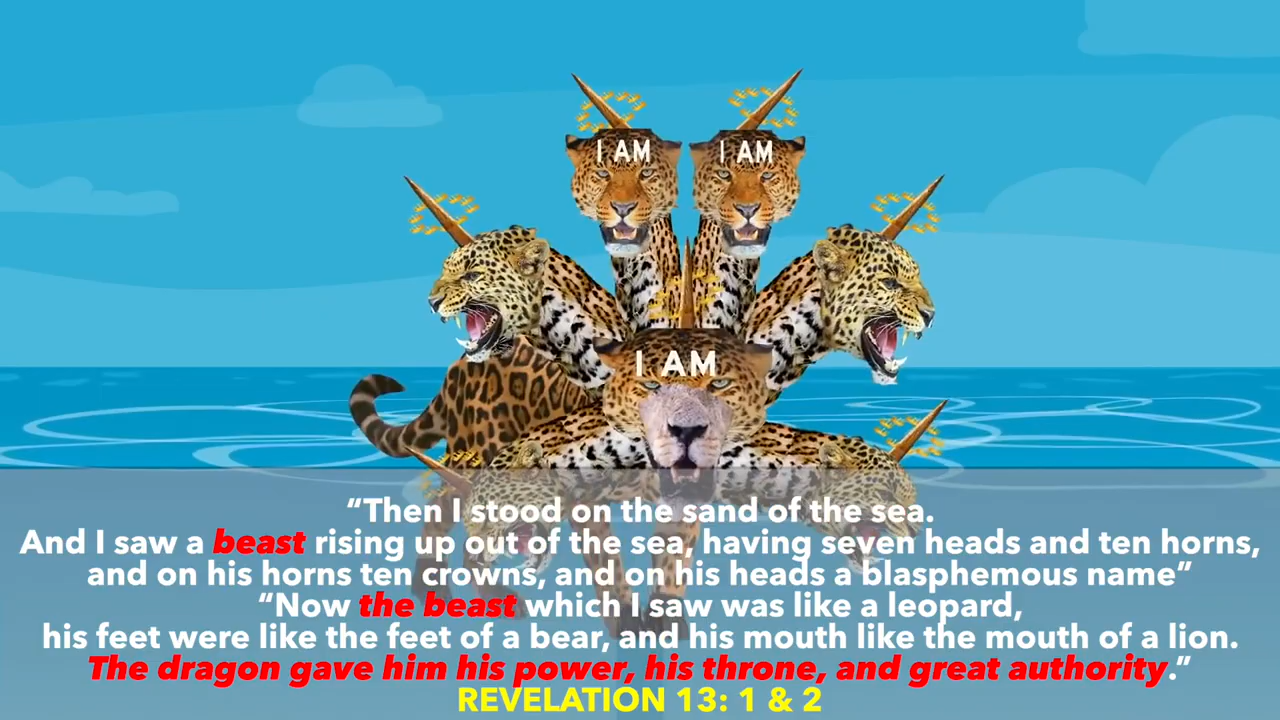 I AM I AM
I AM
“Then I stood on the sand of the sea.
And I saw a beast rising up out of the sea, having seven heads and ten horns,
and on his horns ten crowns, and on his heads a blasphemous name”
“Now the beast which I saw was like a leopard,
his feet were like the feet of a bear, and his mouth like the mouth of a lion.
The dragon gave him his power, his throne, and great authority.”
REVELATION 13: 1 & 2